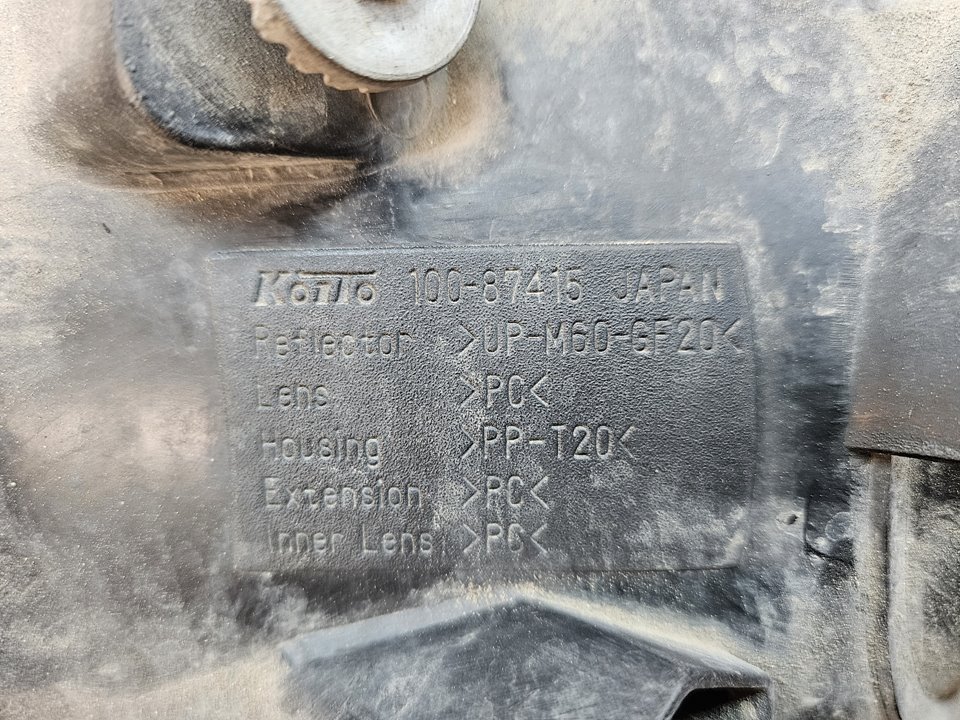 KOITO 100-87415 JAPAN
Reflector >UP-M60-GF20<
Lens >PC<
Housing >PP-T20<
Extension >PC<
Inner Lens >PC<